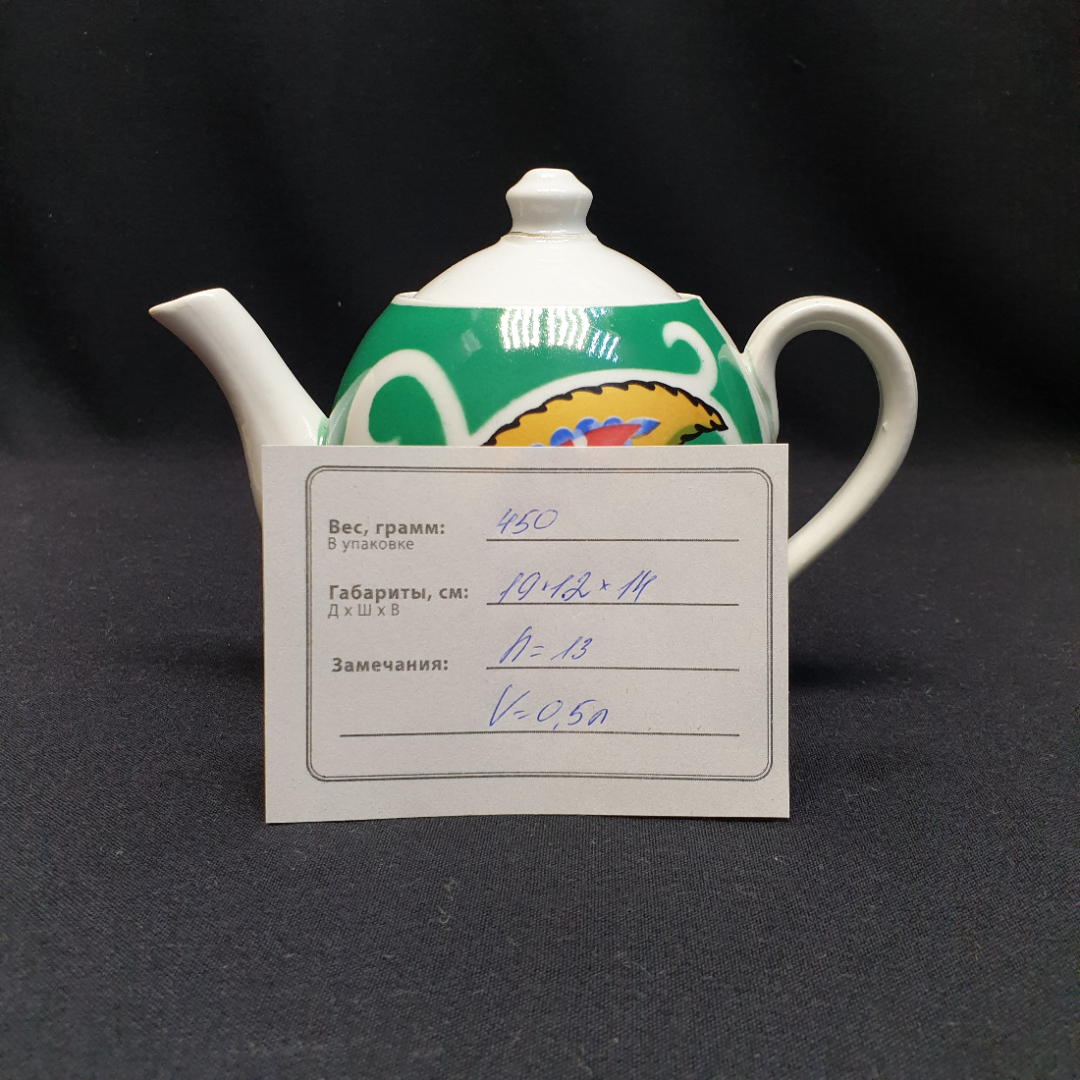 Вес, грамм: 450
В упаковке
Габариты, см: 19×12×14
Д х Ш х В
Замечания: h=13
V=0,5л